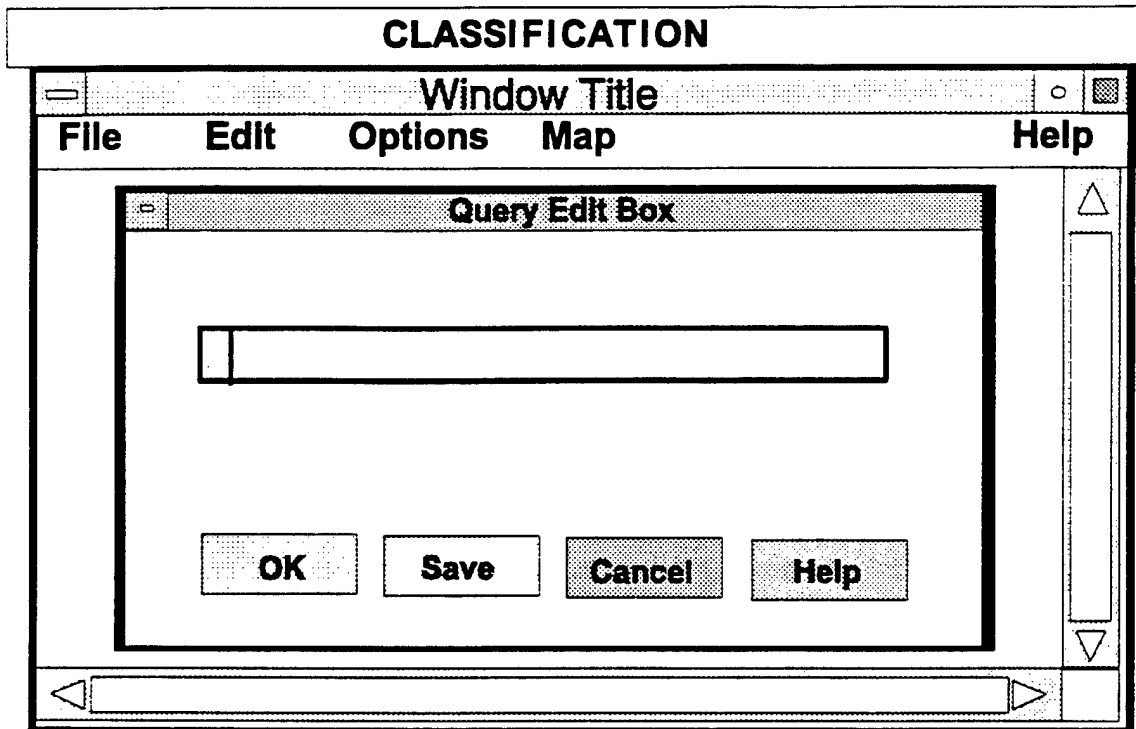 CLASSIFICATION
Window Title
File Edit Options Map Help
Query Edit Box
OK Save Cancel Help